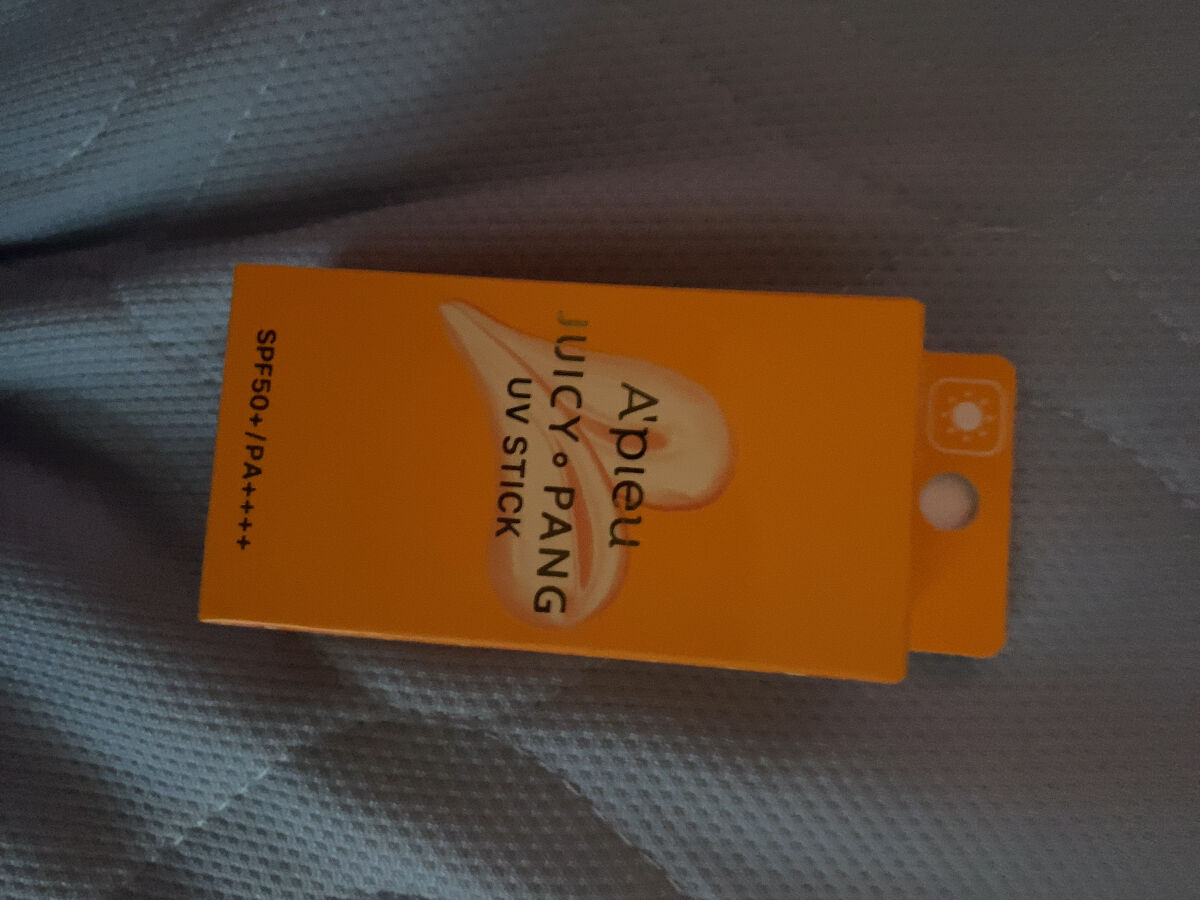 A'pieu
JUICY PANG
UV STICK
SPF50+/PA++++